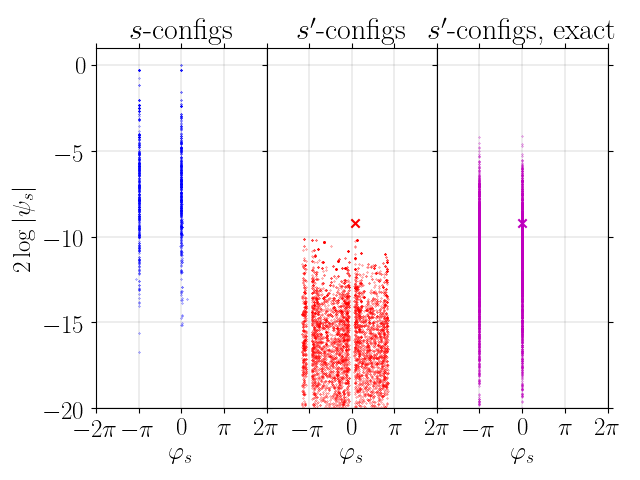 s-configs s′-configs s′-configs, exact
2 log |ψₛ|
0
−5
−10
−15
−20
−2π −π 0 π 2π −π 0 π 2π −π 0 π 2π
φₛ φₛ φₛ